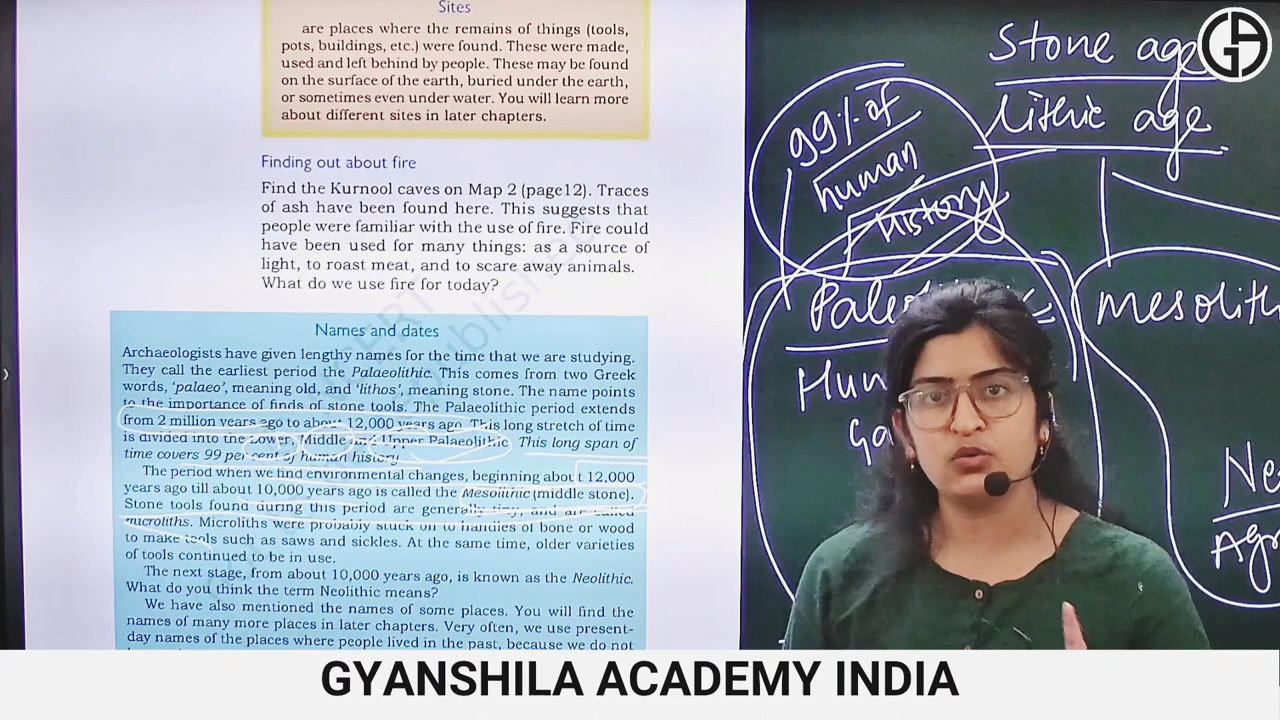 Sites
are places where the remains of things (tools,
pots, buildings, etc.) were found. These were made,
used and left behind by people. These may be found
on the surface of the earth, buried under the earth,
or sometimes even under water. You will learn more
about different sites in later chapters.
Finding out about fire
Find the Kurnool caves on Map 2 (page12). Traces
of ash have been found here. This suggests that
people were familiar with the use of fire. Fire could
have been used for many things: as a source of
light, to roast meat, and to scare away animals.
What do we use fire for today?
Names and dates
Archaeologists have given lengthy names for the time that we are studying.
They call the earliest period the Palaeolithic. This comes from two Greek
words, ‘palaeo’, meaning old, and ‘lithos’, meaning stone. The name points
to the importance of finds of stone tools. The Palaeolithic period extends
from 2 million years ago to about 12,000 years ago. This long stretch of time
is divided into the Lower, Middle and Upper Palaeolithic. This long span of
time covers 99 per cent of human history.
The period when we find environmental changes, beginning about 12,000
years ago till about 10,000 years ago is called the Mesolithic (middle stone).
Stone tools found during this period are generally tiny, and are called
microliths. Microliths were probably stuck on to handles of bone or wood
to make tools such as saws and sickles. At the same time, older varieties
of tools continued to be in use.
The next stage, from about 10,000 years ago, is known as the Neolithic.
What do you think the term Neolithic means?
We have also mentioned the names of some places. You will find the
names of many more places in later chapters. Very often, we use present-
day names of the places where people lived in the past, because we do not
Stone age
lithic age
99% of
human
History
Mesolith
Hun
Ga
Ne
Agr
GA
GYANSHILA ACADEMY INDIA